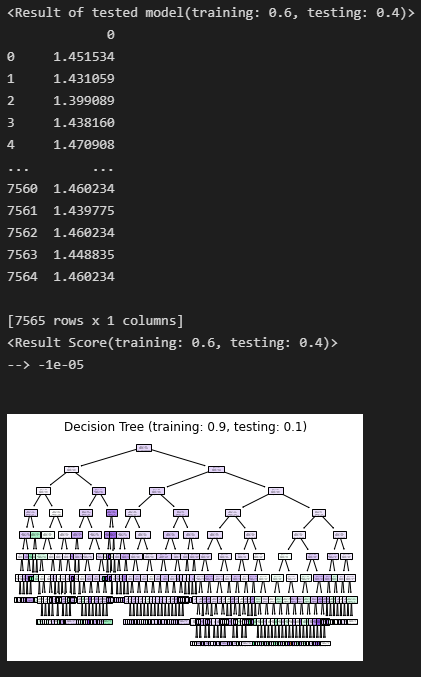 <Result of tested model(training: 0.6, testing: 0.4)>
0
0 1.451534
1 1.431059
2 1.399089
3 1.438160
4 1.470908
... ...
7560 1.460234
7561 1.439775
7562 1.460234
7563 1.448835
7564 1.460234
[7565 rows x 1 columns]
<Result Score(training: 0.6, testing: 0.4)>
--> -1e-05
Decision Tree (training: 0.9, testing: 0.1)